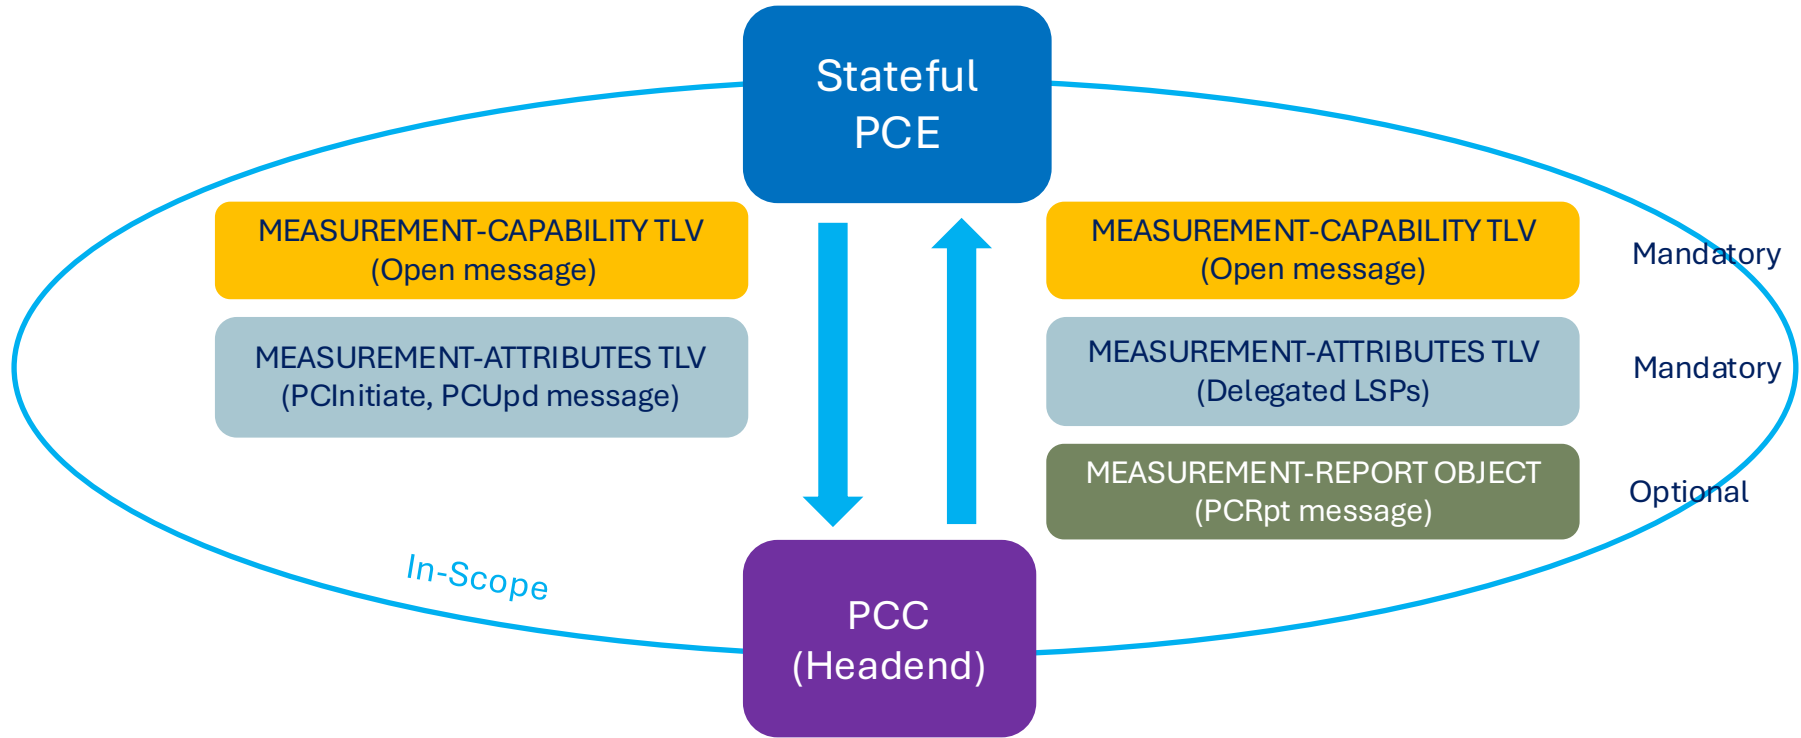 Stateful
PCE
MEASUREMENT-CAPABILITY TLV
(Open message)
MEASUREMENT-CAPABILITY TLV
(Open message)
Mandatory
MEASUREMENT-ATTRIBUTES TLV
(PCInitiate, PCUpd message)
MEASUREMENT-ATTRIBUTES TLV
(Delegated LSPs)
Mandatory
MEASUREMENT-REPORT OBJECT
(PCRpt message)
Optional
In-Scope
PCC
(Headend)